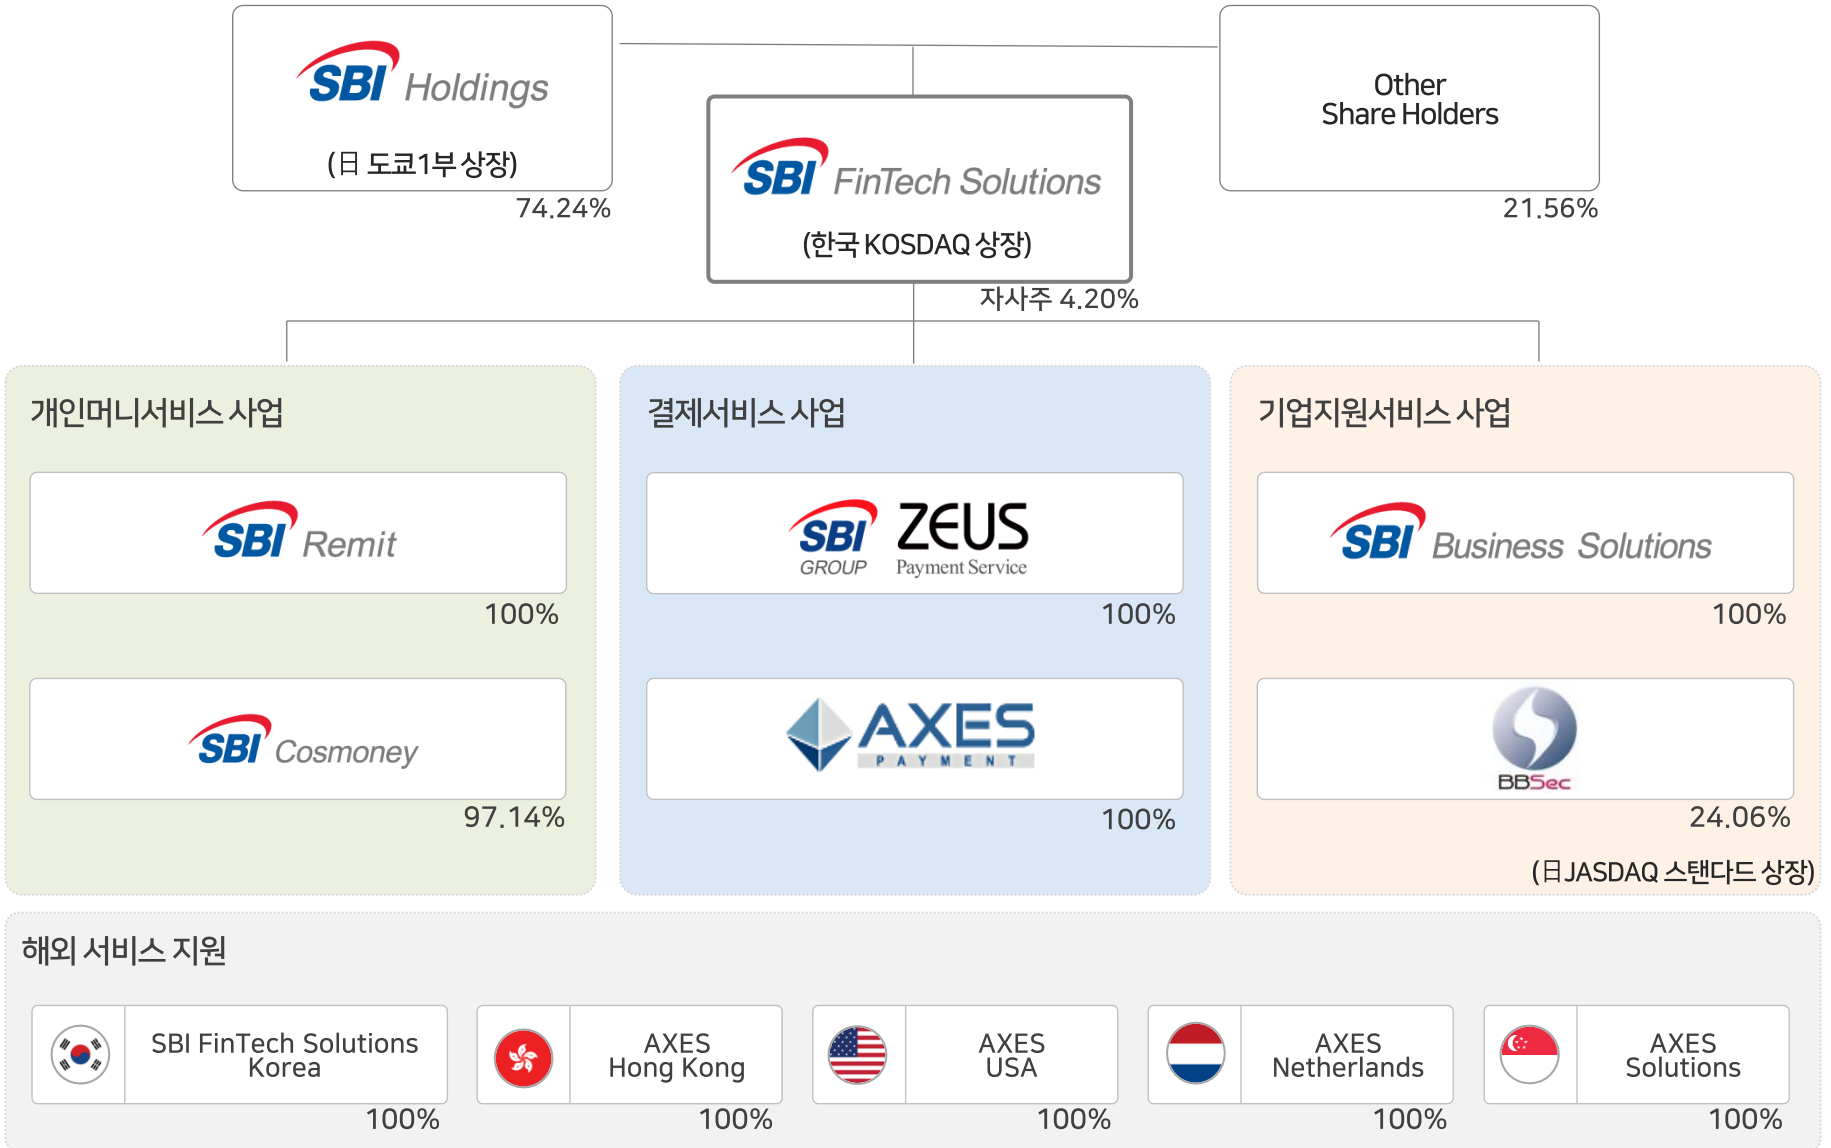 SBI Holdings
(日 도쿄1부 상장)
74.24%
SBI FinTech Solutions
(한국 KOSDAQ 상장)
자사주 4.20%
Other
Share Holders
21.56%
개인머니서비스 사업
SBI Remit
100%
SBI Cosmoney
97.14%
결제서비스 사업
SBI ZEUS
GROUP Payment Service
100%
AXES
PAYMENT
100%
기업지원서비스 사업
SBI Business Solutions
100%
BBSec
24.06%
(日JASDAQ 스탠다드 상장)
해외 서비스 지원
SBI FinTech Solutions
Korea
100%
AXES
Hong Kong
100%
AXES
USA
100%
AXES
Netherlands
100%
AXES
Solutions
100%